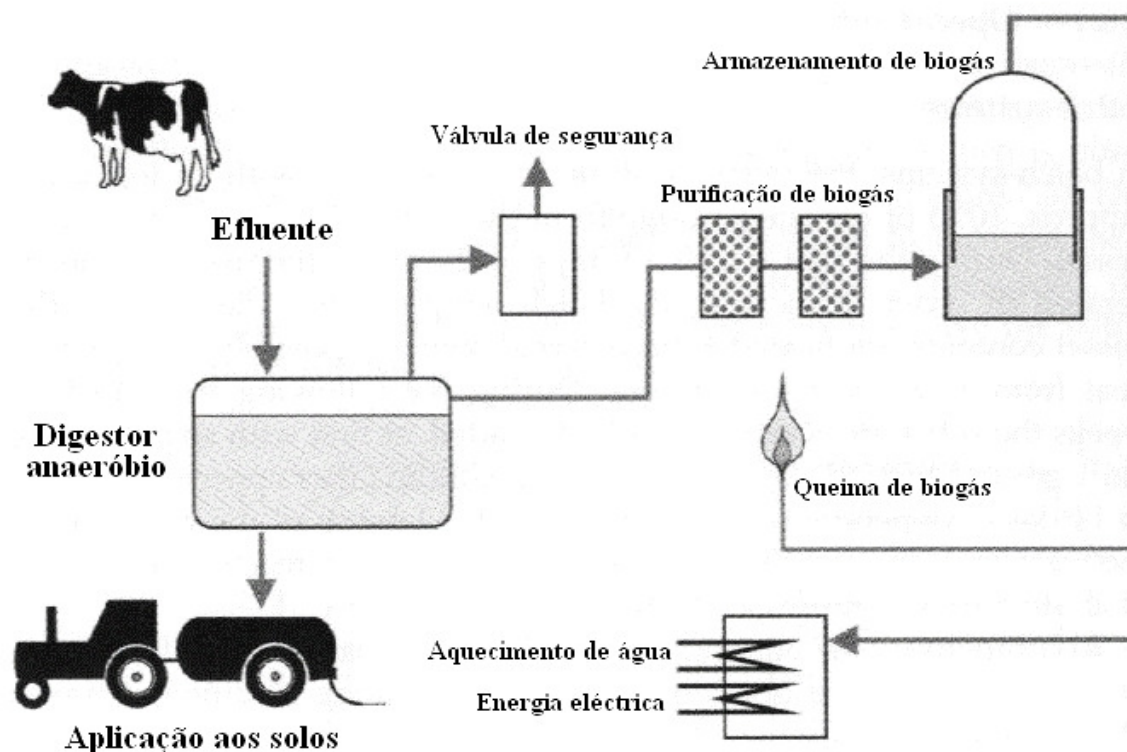 Armazenamento de biogás
Válvula de segurança
Purificação de biogás
Efluente
Digestor
anaeróbio
Queima de biogás
Aquecimento de água
Energia eléctrica
Aplicação aos solos